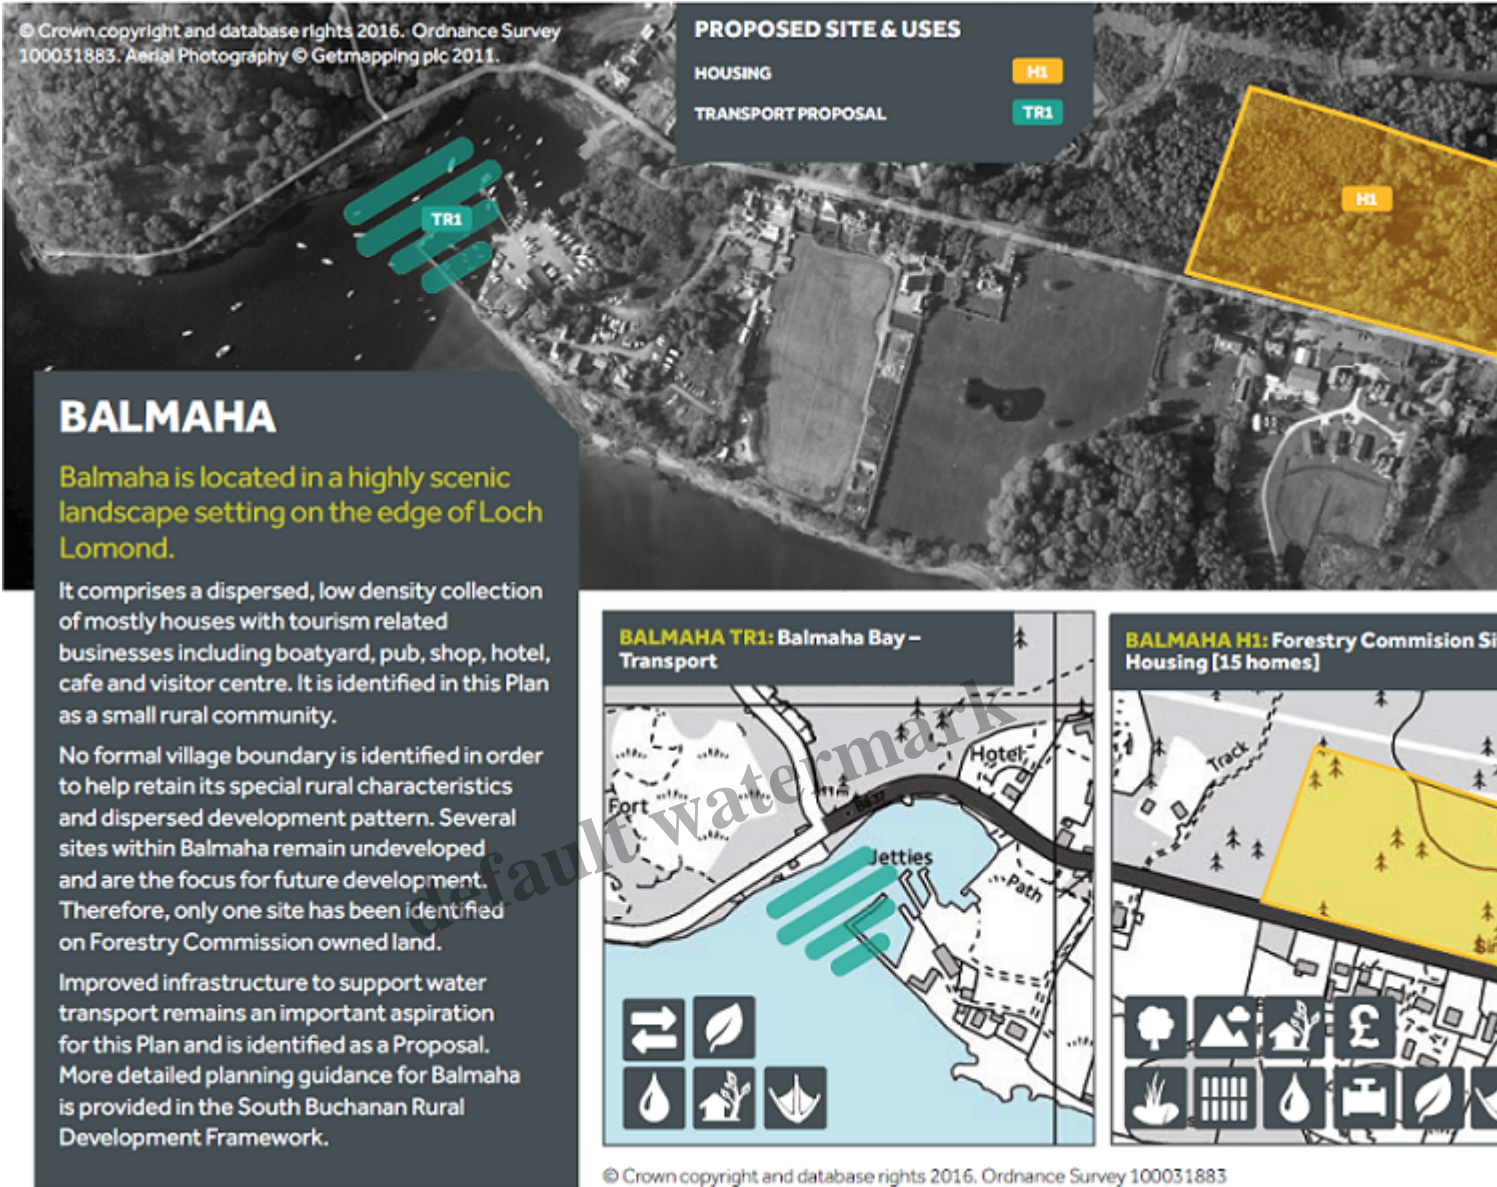 © Crown copyright and database rights 2016. Ordnance Survey
100031883. Aerial Photography © Getmapping plc 2011.
PROPOSED SITE & USES
HOUSING H1
TRANSPORT PROPOSAL TR1
TR1
H1
BALMAHA
Balmaha is located in a highly scenic
landscape setting on the edge of Loch
Lomond.
It comprises a dispersed, low density collection
of mostly houses with tourism related
businesses including boatyard, pub, shop, hotel,
cafe and visitor centre. It is identified in this Plan
as a small rural community.
No formal village boundary is identified in order
to help retain its special rural characteristics
and dispersed development pattern. Several
sites within Balmaha remain undeveloped
and are the focus for future development.
Therefore, only one site has been identified
on Forestry Commission owned land.
Improved infrastructure to support water
transport remains an important aspiration
for this Plan and is identified as a Proposal.
More detailed planning guidance for Balmaha
is provided in the South Buchanan Rural
Development Framework.
BALMAHA TR1: Balmaha Bay –
Transport
Hotel
Fort
Jetties
Path
default watermark
BALMAHA H1: Forestry Commision
Housing [15 homes]
Track
£
© Crown copyright and database rights 2016. Ordnance Survey 100031883